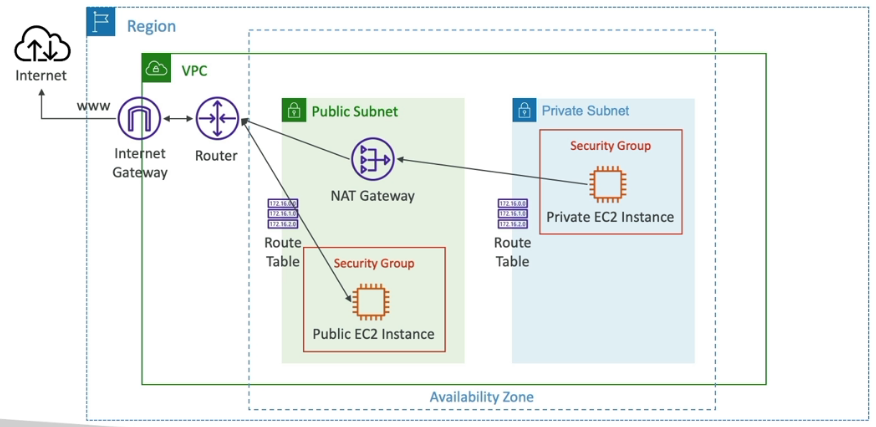 Region
Internet
www
VPC
Internet
Gateway
Router
Public Subnet
NAT Gateway
172.16.0.0
172.16.1.0
172.16.2.0
Route
Table
Security Group
Public EC2 Instance
Private Subnet
Security Group
Private EC2 Instance
172.16.0.0
172.16.1.0
172.16.2.0
Route
Table
Availability Zone